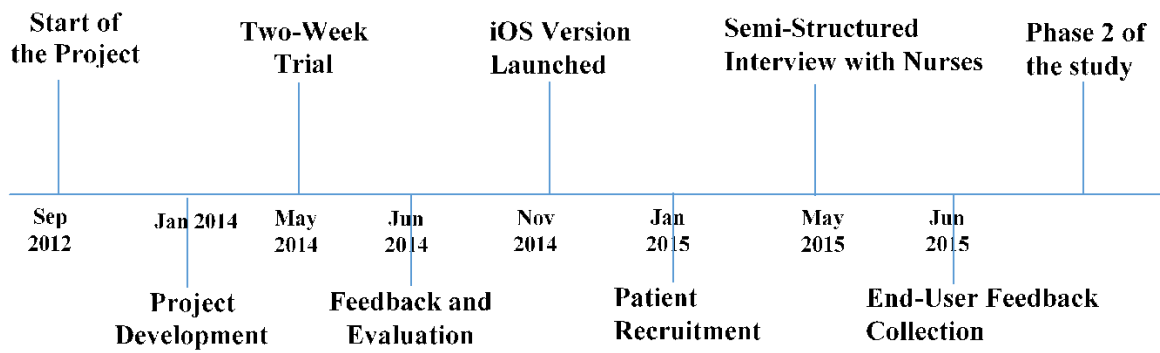 Start of
the Project
Two-Week
Trial
iOS Version
Launched
Semi-Structured
Interview with Nurses
Phase 2 of
the study
Sep
2012
Jan 2014
May
2014
Jun
2014
Nov
2014
Jan
2015
May
2015
Jun
2015
Project
Development
Feedback and
Evaluation
Patient
Recruitment
End-User Feedback
Collection